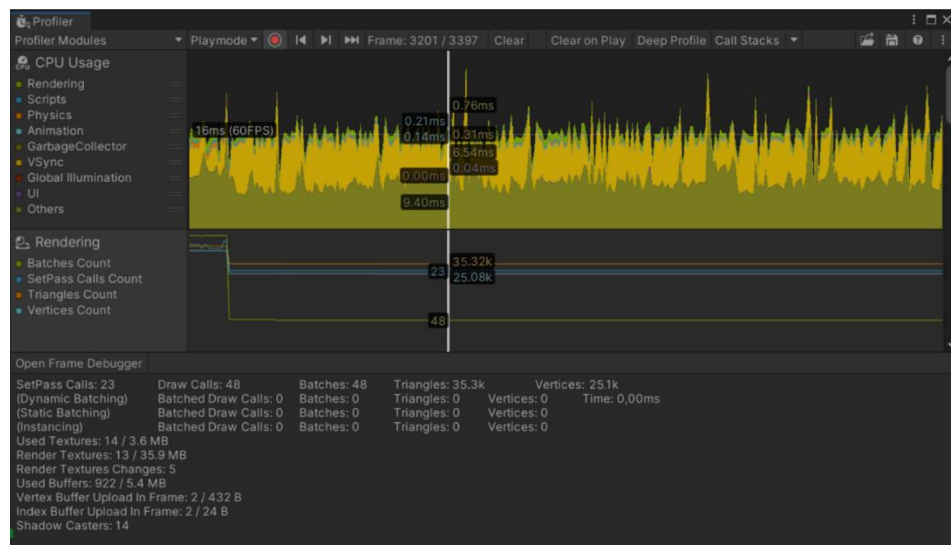 Profiler
Profiler Modules Playmode Frame: 3201 / 3397 Clear Clear on Play Deep Profile Call Stacks
CPU Usage
Rendering
Scripts
Physics
Animation
GarbageCollector
VSync
Global Illumination
UI
Others
16ms (60FPS)
0.76ms
0.21ms
0.14ms 0.31ms
6.54ms
0.00ms 0.04ms
9.40ms
Rendering
Batches Count
SetPass Calls Count
Triangles Count
Vertices Count
35.32k
23 25.08k
48
Open Frame Debugger
SetPass Calls: 23 Draw Calls: 48 Batches: 48 Triangles: 35.3k Vertices: 25.1k
(Dynamic Batching) Batched Draw Calls: 0 Batches: 0 Triangles: 0 Vertices: 0 Time: 0,00ms
(Static Batching) Batched Draw Calls: 0 Batches: 0 Triangles: 0 Vertices: 0
(Instancing) Batched Draw Calls: 0 Batches: 0 Triangles: 0 Vertices: 0
Used Textures: 14 / 3.6 MB
Render Textures: 13 / 35.9 MB
Render Textures Changes: 5
Used Buffers: 922 / 5.4 MB
Vertex Buffer Upload In Frame: 2 / 432 B
Index Buffer Upload In Frame: 2 / 24 B
Shadow Casters: 14